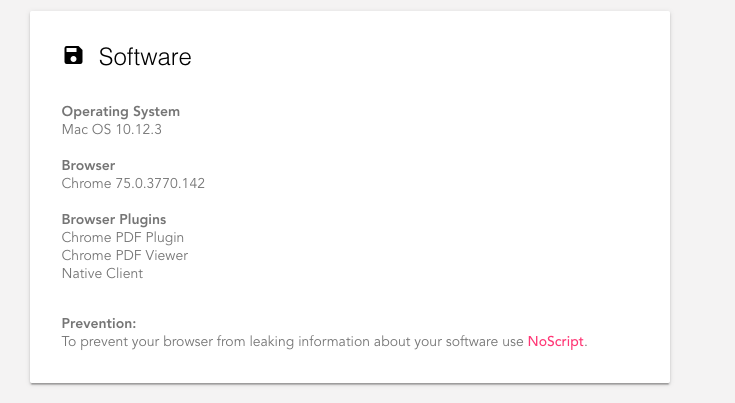 Software
Operating System
Mac OS 10.12.3
Browser
Chrome 75.0.3770.142
Browser Plugins
Chrome PDF Plugin
Chrome PDF Viewer
Native Client
Prevention:
To prevent your browser from leaking information about your software use NoScript.